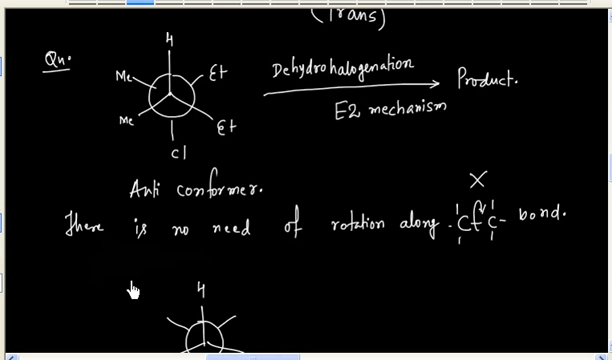 (Trans)
Qn.
H
Me
Et
Me
Et
Cl
Dehydrohalogenation
E2 mechanism
Product.
Anti conformer.
X
There is no need of rotation along. C-C- bond.
H